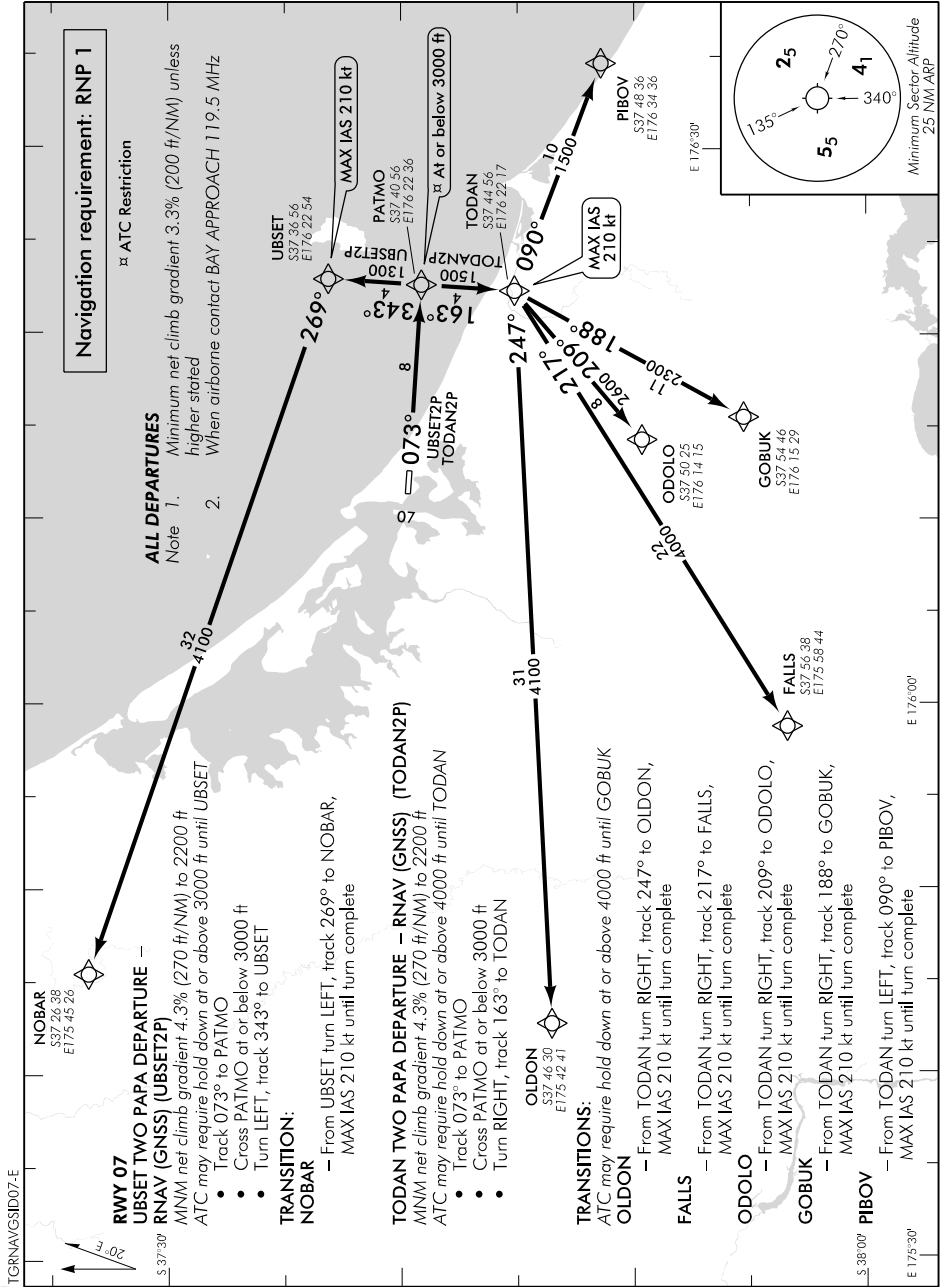 TGRNAVGSID07-E
Navigation requirement: RNP 1
¤ ATC Restriction
ALL DEPARTURES
Note 1. Minimum net climb gradient 3.3% (200 ft/NM) unless
higher stated
2. When airborne contact BAY APPROACH 119.5 MHz
20° E
S 37°30'
NOBAR
S37 26 38
E175 45 26
32
4100
269°
UBSET
S37 36 56
E176 22 54
MAX IAS 210 kt
PATMO
S37 40 56
E176 22 36
¤ At or below 3000 ft
TODAN
S37 44 56
E176 22 17
MAX IAS
210 kt
343°
4
1300
UBSET2P
163°
4
1500
TODAN2P
07
073°
8
UBSET2P
TODAN2P
090°
10
1500
PIBOV
S37 48 36
E176 34 36
247°
31
4100
OLDON
S37 46 30
E175 42 41
217°
22
4000
FALLS
S37 56 38
E175 58 44
209°
8
2600
ODOLO
S37 50 25
E176 14 15
188°
11
2300
GOBUK
S37 54 46
E176 15 29
RWY 07
UBSET TWO PAPA DEPARTURE –
RNAV (GNSS) (UBSET2P)
MNM net climb gradient 4.3% (270 ft/NM) to 2200 ft
ATC may require hold down at or above 3000 ft until UBSET
• Track 073° to PATMO
• Cross PATMO at or below 3000 ft
• Turn LEFT, track 343° to UBSET
TRANSITION:
NOBAR
– From UBSET turn LEFT, track 269° to NOBAR,
MAX IAS 210 kt until turn complete
TODAN TWO PAPA DEPARTURE – RNAV (GNSS) (TODAN2P)
MNM net climb gradient 4.3% (270 ft/NM) to 2200 ft
ATC may require hold down at or above 4000 ft until TODAN
• Track 073° to PATMO
• Cross PATMO at or below 3000 ft
• Turn RIGHT, track 163° to TODAN
TRANSITIONS:
ATC may require hold down at or above 4000 ft until GOBUK
OLDON
– From TODAN turn RIGHT, track 247° to OLDON,
MAX IAS 210 kt until turn complete
FALLS
– From TODAN turn RIGHT, track 217° to FALLS,
MAX IAS 210 kt until turn complete
ODOLO
– From TODAN turn RIGHT, track 209° to ODOLO,
MAX IAS 210 kt until turn complete
GOBUK
– From TODAN turn RIGHT, track 188° to GOBUK,
MAX IAS 210 kt until turn complete
PIBOV
– From TODAN turn LEFT, track 090° to PIBOV,
MAX IAS 210 kt until turn complete
S 38°00'
E 175°30'
E 176°00'
E 176°30'
135°
25
270°
41
340°
55
Minimum Sector Altitude
25 NM ARP